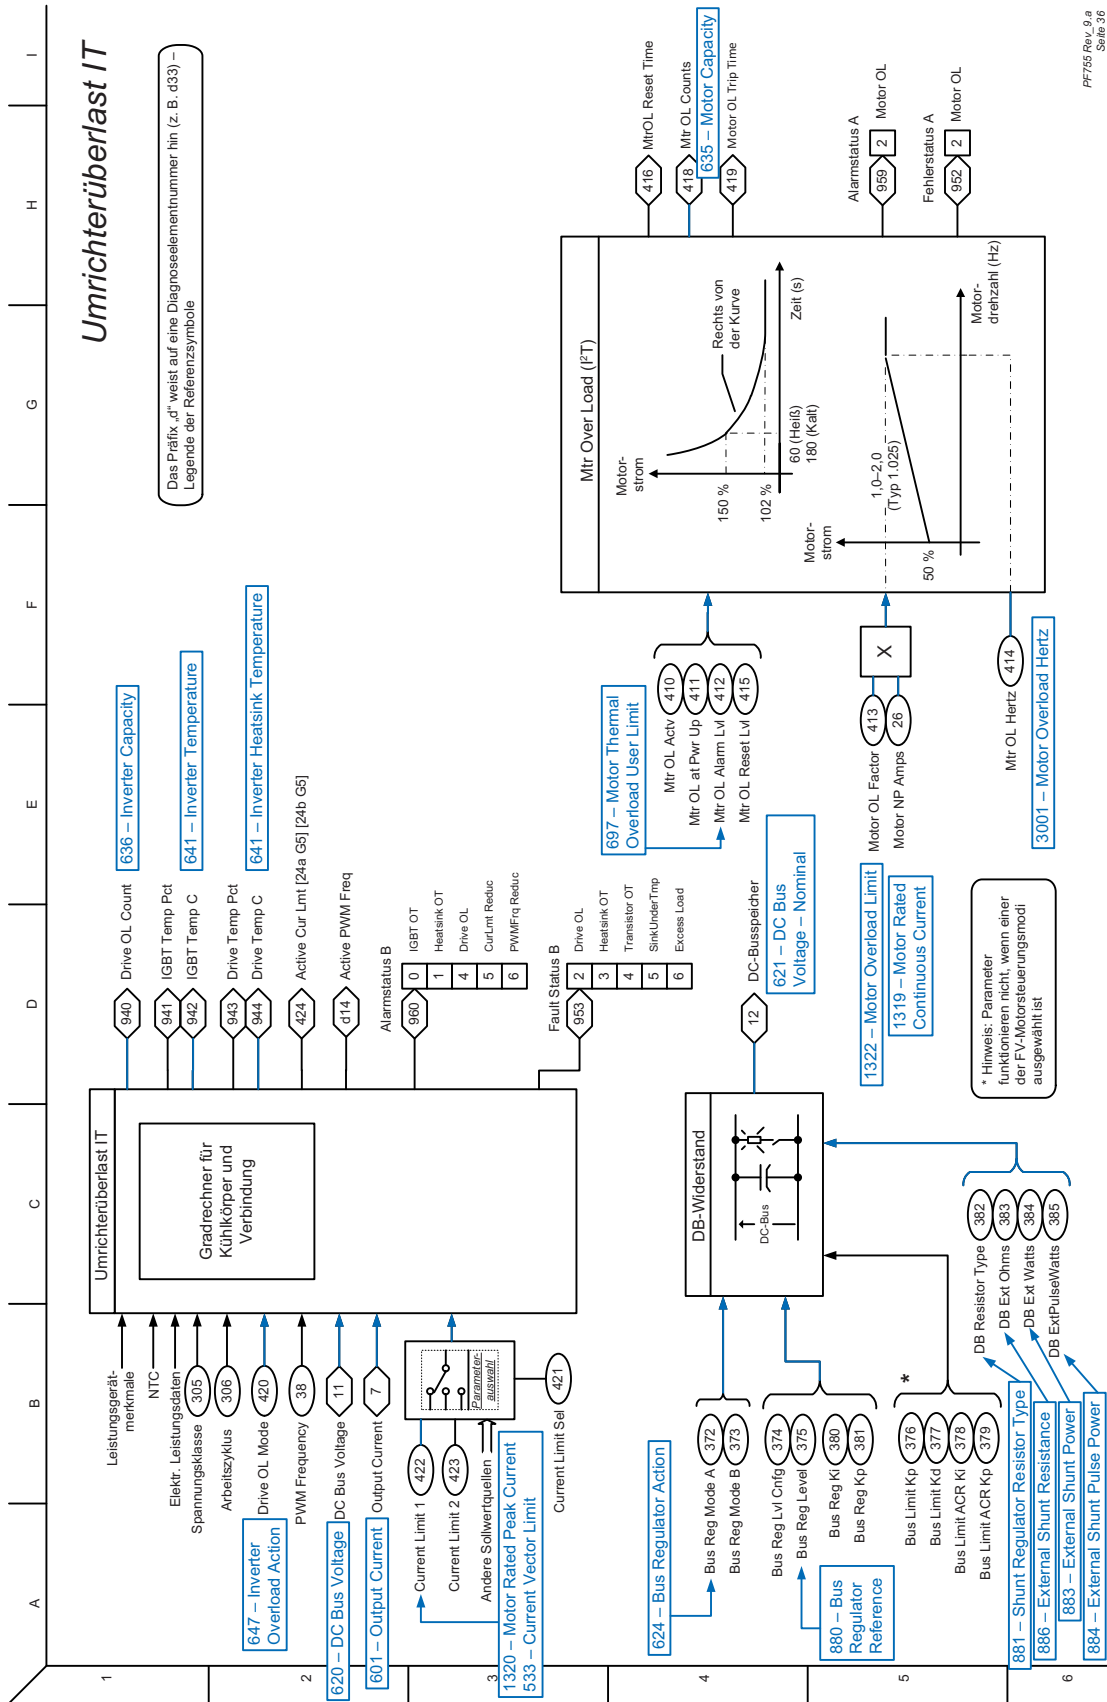 Umrichterüberlast IT
Das Präfix „d“ weist auf eine Diagnoseelementnummer hin (z. B. d33) –
Legende der Referenzsymbole
A
B
C
D
E
F
G
H
I
1
2
3
4
5
6
Leistungsgerät-
merkmale
NTC
Elektr. Leistungsdaten
Spannungsklasse
305
Arbeitszyklus
306
Drive OL Mode
420
647 – Inverter
Overload Action
PWM Frequency
38
DC Bus Voltage
11
620 – DC Bus Voltage
Output Current
7
601 – Output Current
Current Limit 1
422
Current Limit 2
423
Andere Sollwertquellen
Parameter-
auswahl
Current Limit Sel
421
1320 – Motor Rated Peak Current
533 – Current Vector Limit
Umrichterüberlast IT
Gradrechner für
Kühlkörper und
Verbindung
940
Drive OL Count
636 – Inverter Capacity
941
IGBT Temp Pct
942
IGBT Temp C
641 – Inverter Temperature
943
Drive Temp Pct
944
Drive Temp C
641 – Inverter Heatsink Temperature
424
Active Cur Lmt [24a G5] [24b G5]
d14
Active PWM Freq
Alarmstatus B
960
0
IGBT OT
1
Heatsink OT
4
Drive OL
5
CurLmt Reduc
6
PWMFrq Reduc
Fault Status B
953
2
Drive OL
3
Heatsink OT
4
Transistor OT
5
SinkUnderTmp
6
Excess Load
624 – Bus Regulator Action
Bus Reg Mode A
372
Bus Reg Mode B
373
Bus Reg Lvl Cnfg
374
Bus Reg Level
375
Bus Reg Ki
380
Bus Reg Kp
381
880 – Bus
Regulator
Reference
*
Bus Limit Kp
376
Bus Limit Kd
377
Bus Limit ACR Ki
378
Bus Limit ACR Kp
379
DB Resistor Type
382
DB Ext Ohms
383
DB Ext Watts
384
DB ExtPulseWatts
385
881 – Shunt Regulator Resistor Type
886 – External Shunt Resistance
883 – External Shunt Power
884 – External Shunt Pulse Power
DB-Widerstand
DC-Bus
12
DC-Busspeicher
621 – DC Bus
Voltage – Nominal
* Hinweis: Parameter
funktionieren nicht, wenn einer
der FV-Motorsteuerungsmodi
ausgewählt ist
697 – Motor Thermal
Overload User Limit
Mtr OL Actv
410
Mtr OL at Pwr Up
411
Mtr OL Alarm Lvl
412
Mtr OL Reset Lvl
415
Motor OL Factor
413
Motor NP Amps
26
X
1322 – Motor Overload Limit
1319 – Motor Rated
Continuous Current
Mtr OL Hertz
414
3001 – Motor Overload Hertz
Mtr Over Load (I²T)
Motor-
strom
150 %
102 %
60 (Heiß)
180 (Kalt)
Rechts von
der Kurve
Zeit (s)
Motor-
strom
50 %
1,0–2,0
(Typ 1.025)
Motor-
drehzahl (Hz)
416
MtrOL Reset Time
418
Mtr OL Counts
635 – Motor Capacity
419
Motor OL Trip Time
Alarmstatus A
959
2
Motor OL
Fehlerstatus A
952
2
Motor OL
PF755 Rev_9.a
Seite 36